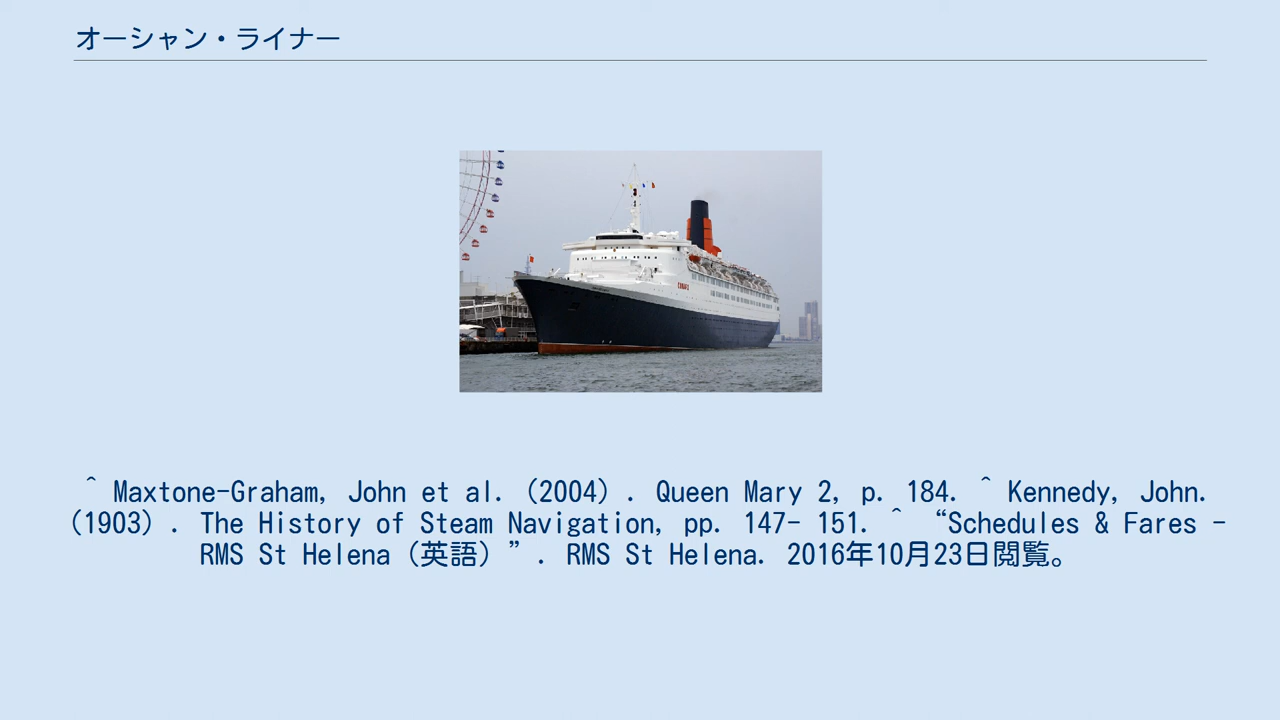 オーシャン・ライナー
CUNARD
^ Maxtone-Graham, John et al. (2004). Queen Mary 2, p. 184. ^ Kennedy, John.
(1903). The History of Steam Navigation, pp. 147– 151. ^ “Schedules & Fares –
RMS St Helena（英語）”. RMS St Helena. 2016年10月23日閲覧。